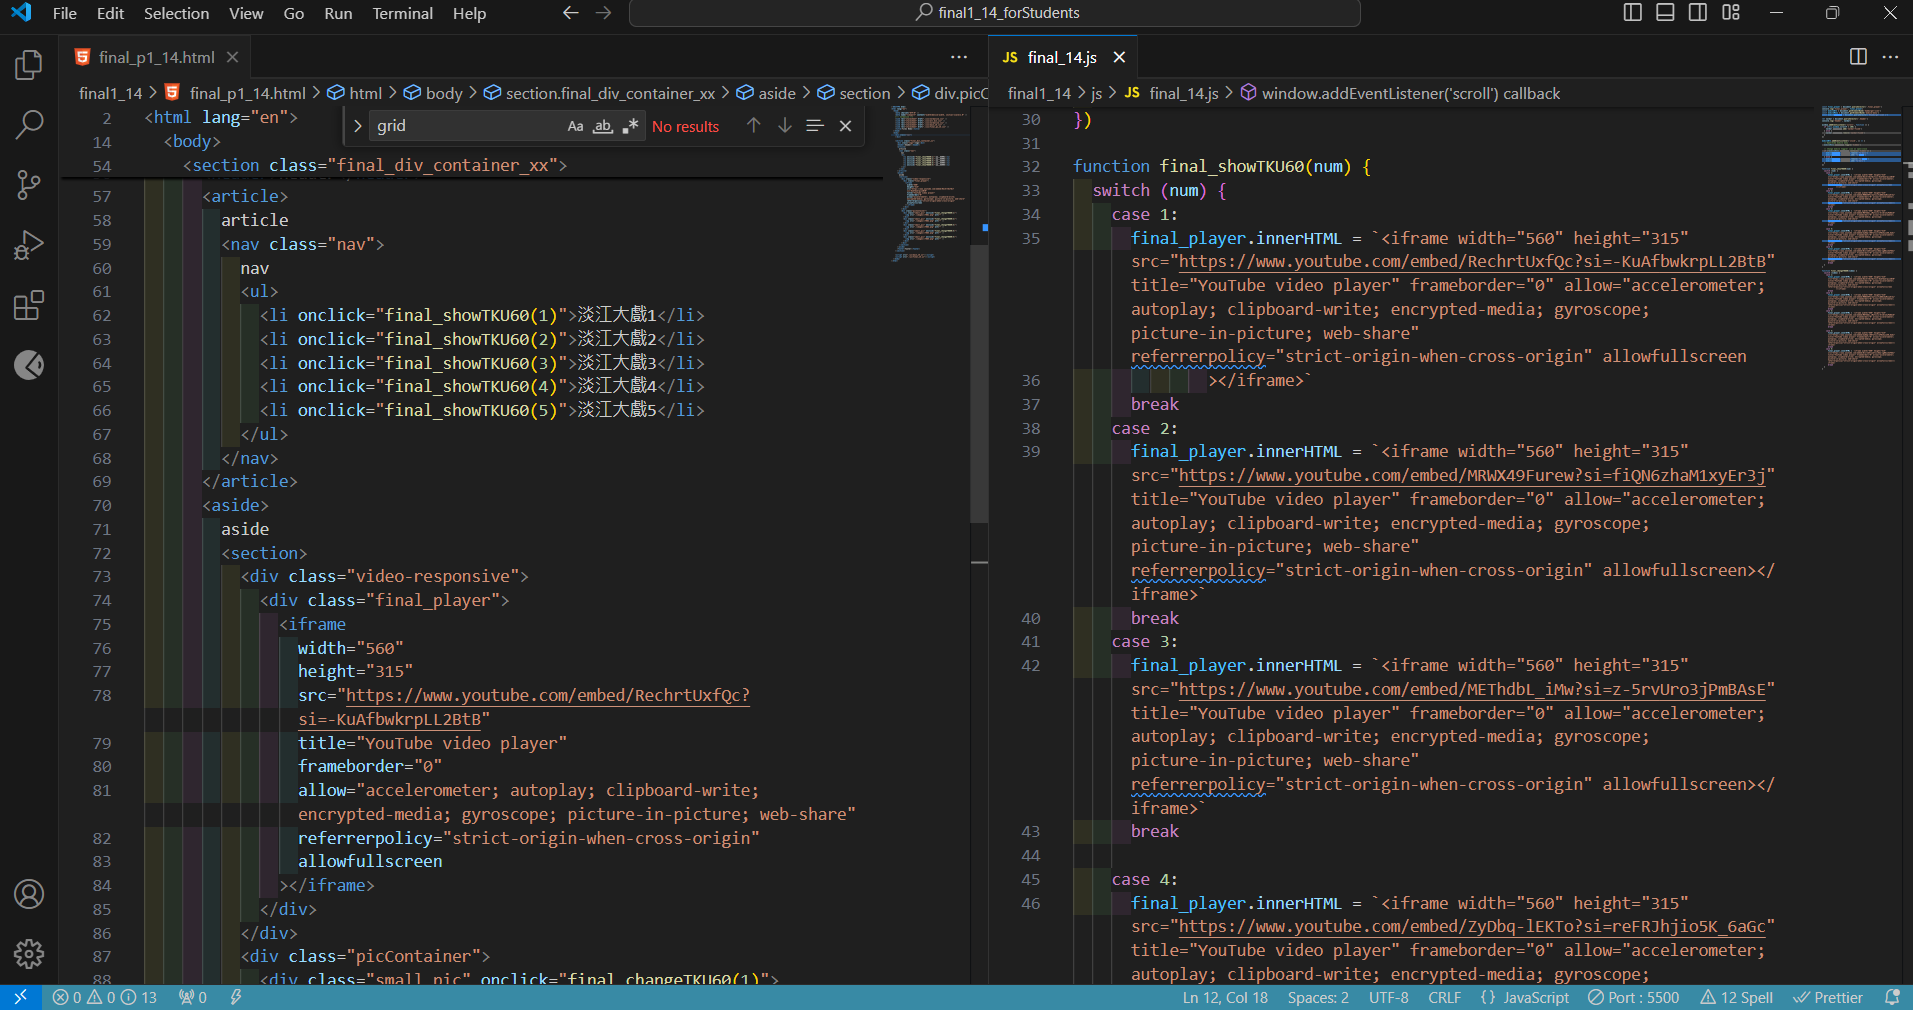 File Edit Selection View Go Run Terminal Help
final1_14_forStudents
final_p1_14.html
final1_14 > final_p1_14.html > html > body > section.final_div_container_xx > aside > section > div.picC
grid
Aa ab .* No results
2 <html lang="en">
14 <body>
54 <section class="final_div_container_xx">
57 <article>
58 article
59 <nav class="nav">
60 nav
61 <ul>
62 <li onclick="final_showTKU60(1)">淡江大戲1</li>
63 <li onclick="final_showTKU60(2)">淡江大戲2</li>
64 <li onclick="final_showTKU60(3)">淡江大戲3</li>
65 <li onclick="final_showTKU60(4)">淡江大戲4</li>
66 <li onclick="final_showTKU60(5)">淡江大戲5</li>
67 </ul>
68 </nav>
69 </article>
70 <aside>
71 aside
72 <section>
73 <div class="video-responsive">
74 <div class="final_player">
75 <iframe
76 width="560"
77 height="315"
78 src="https://www.youtube.com/embed/RechrtUxfQc?
si=-KuAfbwkrpLL2BtB"
79 title="YouTube video player"
80 frameborder="0"
81 allow="accelerometer; autoplay; clipboard-write;
encrypted-media; gyroscope; picture-in-picture; web-share"
82 referrerpolicy="strict-origin-when-cross-origin"
83 allowfullscreen
84 ></iframe>
85 </div>
86 </div>
87 <div class="picContainer">
88 <div class="small_pic" onclick="final_changeTKU60(1)">
JS final_14.js
final1_14 > js > JS final_14.js > window.addEventListener('scroll') callback
30 })
31
32 function final_showTKU60(num) {
33 switch (num) {
34 case 1:
35 final_player.innerHTML = `<iframe width="560" height="315"
src="https://www.youtube.com/embed/RechrtUxfQc?si=-KuAfbwkrpLL2BtB"
title="YouTube video player" frameborder="0" allow="accelerometer;
autoplay; clipboard-write; encrypted-media; gyroscope;
picture-in-picture; web-share"
referrerpolicy="strict-origin-when-cross-origin" allowfullscreen
36 ></iframe>`
37 break
38 case 2:
39 final_player.innerHTML = `<iframe width="560" height="315"
src="https://www.youtube.com/embed/MRWX49Furew?si=fiQN6zhaM1xyEr3j"
title="YouTube video player" frameborder="0" allow="accelerometer;
autoplay; clipboard-write; encrypted-media; gyroscope;
picture-in-picture; web-share"
referrerpolicy="strict-origin-when-cross-origin" allowfullscreen></
iframe>`
40 break
41 case 3:
42 final_player.innerHTML = `<iframe width="560" height="315"
src="https://www.youtube.com/embed/METhdbL_iMw?si=z-5rvUro3jPmBAsE"
title="YouTube video player" frameborder="0" allow="accelerometer;
autoplay; clipboard-write; encrypted-media; gyroscope;
picture-in-picture; web-share"
referrerpolicy="strict-origin-when-cross-origin" allowfullscreen></
iframe>`
43 break
44
45 case 4:
46 final_player.innerHTML = `<iframe width="560" height="315"
src="https://www.youtube.com/embed/ZyDbq-lEKTo?si=reFRJhjio5K_6aGc"
title="YouTube video player" frameborder="0" allow="accelerometer;
autoplay; clipboard-write; encrypted-media; gyroscope;
0 0 13 0 Ln 12, Col 18 Spaces: 2 UTF-8 CRLF {} JavaScript Port : 5500 12 Spell Prettier